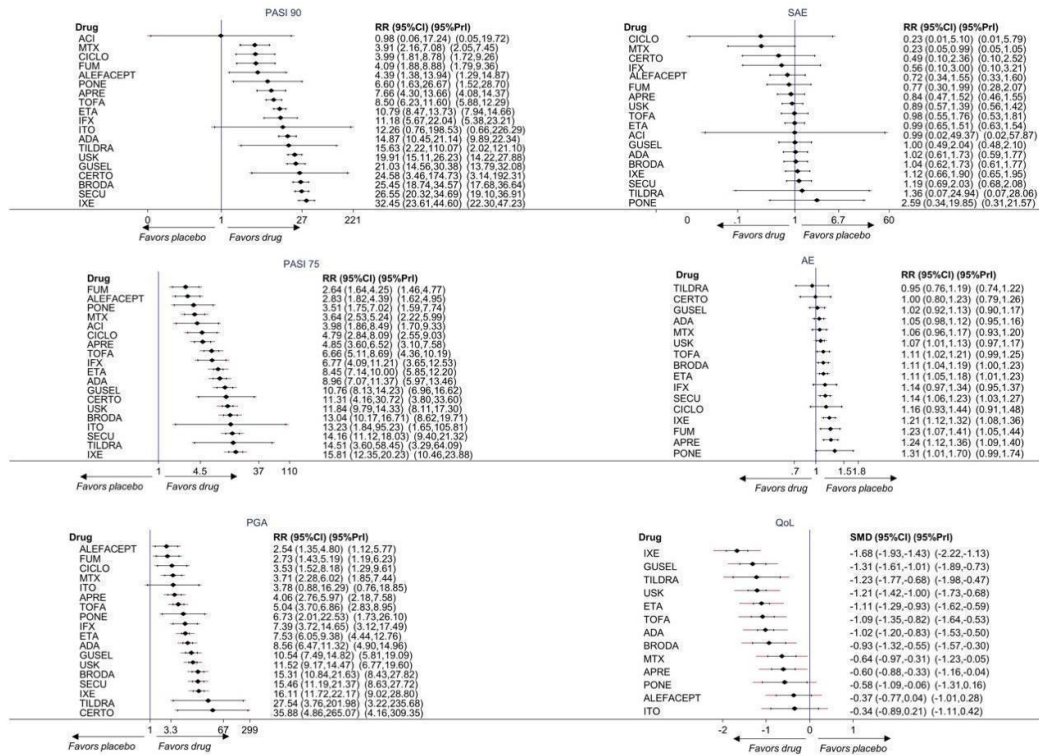 PASI 90
Drug RR (95%CI) (95%PrI)
ACI 0.98 (0.06,17.24) (0.05,19.72)
MTX 3.91 (2.16,7.08) (2.05,7.45)
CICLO 3.99 (1.81,8.78) (1.72,9.26)
FUM 4.09 (1.88,8.88) (1.79,9.36)
ALEFACEPT 4.39 (1.38,13.94) (1.29,14.87)
PONE 6.60 (1.63,26.67) (1.52,28.70)
APRE 7.66 (4.30,13.66) (4.08,14.37)
TOFA 8.50 (6.23,11.60) (5.88,12.29)
ETA 10.79 (8.47,13.73) (7.94,14.66)
IFX 11.18 (5.67,22.04) (5.38,23.21)
ITO 12.26 (0.76,198.53) (0.66,226.29)
ADA 14.87 (10.45,21.14) (9.89,22.34)
TILDRA 15.63 (2.22,110.07) (2.02,121.10)
USK 19.91 (15.11,26.23) (14.22,27.88)
GUSEL 21.03 (14.56,30.38) (13.79,32.08)
CERTO 24.58 (3.46,174.73) (3.14,192.31)
BRODA 25.45 (18.74,34.57) (17.68,36.64)
SECU 26.55 (20.32,34.69) (19.10,36.91)
IXE 32.45 (23.61,44.60) (22.30,47.23)
0 1 27 221
Favors placebo Favors drug
SAE
Drug RR (95%CI) (95%PrI)
CICLO 0.23 (0.01,5.10) (0.01,5.79)
MTX 0.23 (0.05,0.99) (0.05,1.05)
CERTO 0.49 (0.10,2.36) (0.10,2.52)
IFX 0.56 (0.10,3.00) (0.10,3.21)
ALEFACEPT 0.72 (0.34,1.55) (0.33,1.60)
FUM 0.77 (0.30,1.99) (0.28,2.07)
APRE 0.84 (0.47,1.52) (0.46,1.55)
USK 0.89 (0.57,1.39) (0.56,1.42)
TOFA 0.98 (0.55,1.76) (0.53,1.81)
ETA 0.99 (0.65,1.51) (0.63,1.54)
ACI 0.99 (0.02,49.37) (0.02,57.87)
GUSEL 1.00 (0.49,2.04) (0.48,2.10)
ADA 1.02 (0.61,1.73) (0.59,1.77)
BRODA 1.04 (0.62,1.73) (0.61,1.77)
IXE 1.12 (0.66,1.90) (0.65,1.95)
SECU 1.19 (0.69,2.03) (0.68,2.08)
TILDRA 1.36 (0.07,24.94) (0.07,28.06)
PONE 2.59 (0.34,19.85) (0.31,21.57)
0 .1 1 6.7 60
Favors drug Favors placebo
PASI 75
Drug RR (95%CI) (95%PrI)
FUM 2.64 (1.64,4.25) (1.46,4.77)
ALEFACEPT 2.83 (1.82,4.39) (1.62,4.95)
PONE 3.51 (1.75,7.02) (1.59,7.74)
MTX 3.64 (2.53,5.24) (2.22,5.99)
ACI 3.98 (1.86,8.49) (1.70,9.33)
CICLO 4.79 (2.84,8.09) (2.55,9.03)
APRE 4.85 (3.60,6.52) (3.10,7.58)
TOFA 6.66 (5.11,8.69) (4.36,10.19)
IFX 6.77 (4.09,11.21) (3.65,12.53)
ETA 8.45 (7.14,10.00) (5.85,12.20)
ADA 8.96 (7.07,11.37) (5.97,13.46)
GUSEL 10.76 (8.13,14.23) (6.96,16.62)
CERTO 11.31 (4.16,30.72) (3.80,33.60)
USK 11.84 (9.79,14.33) (8.11,17.30)
BRODA 13.04 (10.17,16.71) (8.62,19.71)
ITO 13.23 (1.84,95.23) (1.65,105.81)
SECU 14.16 (11.12,18.03) (9.40,21.32)
TILDRA 14.51 (3.60,58.45) (3.29,64.09)
IXE 15.81 (12.35,20.23) (10.46,23.88)
1 4.5 37 110
Favors placebo Favors drug
AE
Drug RR (95%CI) (95%PrI)
TILDRA 0.95 (0.76,1.19) (0.74,1.22)
CERTO 1.00 (0.80,1.23) (0.79,1.26)
GUSEL 1.02 (0.92,1.13) (0.90,1.17)
ADA 1.05 (0.98,1.12) (0.95,1.16)
MTX 1.06 (0.96,1.17) (0.93,1.20)
USK 1.07 (1.01,1.13) (0.97,1.17)
TOFA 1.11 (1.02,1.21) (0.99,1.25)
BRODA 1.11 (1.04,1.19) (1.00,1.23)
ETA 1.11 (1.05,1.18) (1.01,1.23)
IFX 1.14 (0.97,1.34) (0.95,1.37)
SECU 1.14 (1.06,1.23) (1.03,1.27)
CICLO 1.16 (0.93,1.44) (0.91,1.48)
IXE 1.21 (1.12,1.32) (1.08,1.36)
FUM 1.23 (1.07,1.41) (1.05,1.44)
APRE 1.24 (1.12,1.36) (1.09,1.40)
PONE 1.31 (1.01,1.70) (0.99,1.74)
.7 1 1.51.8
Favors drug Favors placebo
PGA
Drug RR (95%CI) (95%PrI)
ALEFACEPT 2.54 (1.35,4.80) (1.12,5.77)
FUM 2.73 (1.43,5.19) (1.19,6.23)
CICLO 3.53 (1.52,8.18) (1.29,9.61)
MTX 3.71 (2.28,6.02) (1.85,7.44)
ITO 3.78 (0.88,16.29) (0.76,18.85)
APRE 4.06 (2.76,5.97) (2.18,7.58)
TOFA 5.04 (3.70,6.86) (2.83,8.95)
PONE 6.73 (2.01,22.53) (1.73,26.10)
IFX 7.39 (3.72,14.65) (3.12,17.49)
ETA 7.53 (6.05,9.38) (4.44,12.76)
ADA 8.56 (6.47,11.32) (4.90,14.96)
GUSEL 10.54 (7.49,14.82) (5.81,19.09)
USK 11.52 (9.17,14.47) (6.77,19.60)
BRODA 15.31 (10.84,21.63) (8.43,27.82)
SECU 15.46 (11.19,21.37) (8.63,27.72)
IXE 16.11 (11.72,22.17) (9.02,28.80)
TILDRA 27.54 (3.76,201.98) (3.22,235.68)
CERTO 35.88 (4.86,265.07) (4.16,309.35)
1 3.3 67 299
Favors placebo Favors drug
QoL
Drug SMD (95%CI) (95%PrI)
IXE -1.68 (-1.93,-1.43) (-2.22,-1.13)
GUSEL -1.31 (-1.61,-1.01) (-1.89,-0.73)
TILDRA -1.23 (-1.77,-0.68) (-1.98,-0.47)
USK -1.21 (-1.42,-1.00) (-1.73,-0.68)
ETA -1.11 (-1.29,-0.93) (-1.62,-0.59)
TOFA -1.09 (-1.35,-0.82) (-1.64,-0.53)
ADA -1.02 (-1.20,-0.83) (-1.53,-0.50)
BRODA -0.93 (-1.32,-0.55) (-1.57,-0.30)
MTX -0.64 (-0.97,-0.31) (-1.23,-0.05)
APRE -0.60 (-0.88,-0.33) (-1.16,-0.04)
PONE -0.58 (-1.09,-0.06) (-1.31,0.16)
ALEFACEPT -0.37 (-0.77,0.04) (-1.01,0.28)
ITO -0.34 (-0.89,0.21) (-1.11,0.42)
-2 -1 0 1
Favors drug Favors placebo